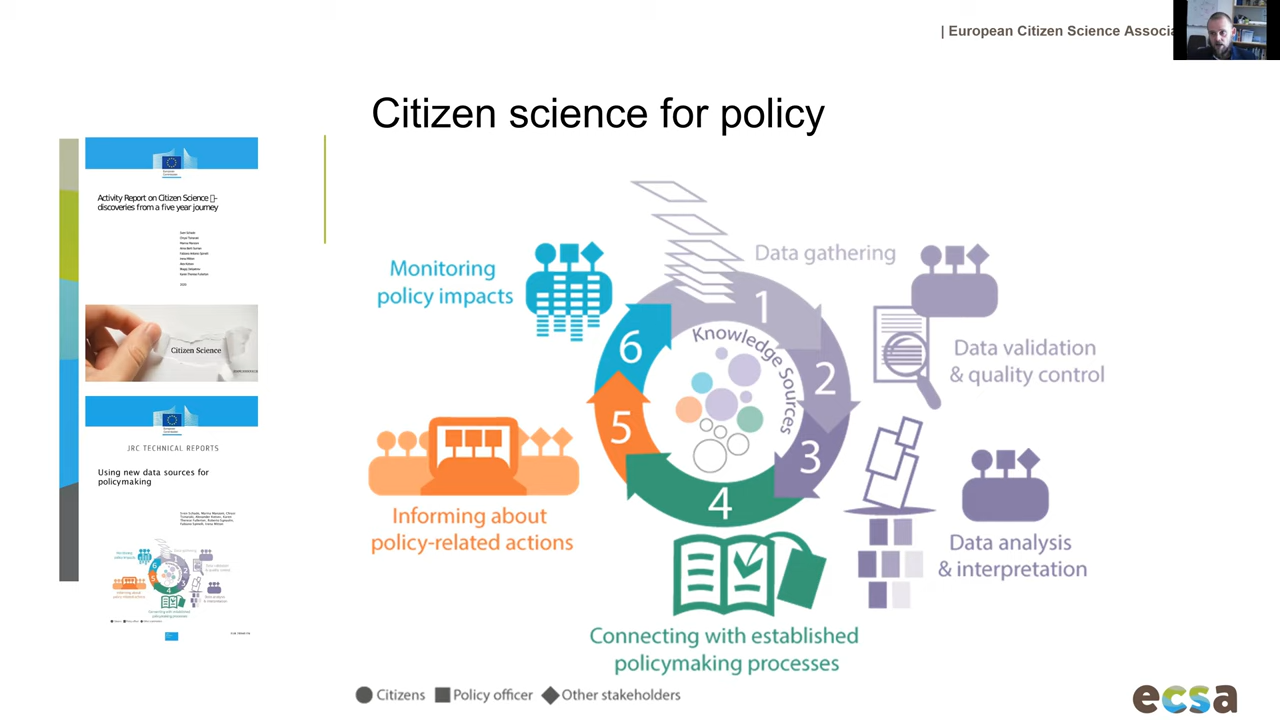 | European Citizen Science Associa
Citizen science for policy
European
Commission
Activity Report on Citizen Science
discoveries from a five year journey
2020
Citizen Science
JRC TECHNICAL REPORTS
Using new data sources for
policymaking
Monitoring
policy impacts
Data gathering
Data validation
& quality control
Data analysis
& interpretation
Connecting with established
policymaking processes
Informing about
policy-related actions
Knowledge Sources
1
2
3
4
5
6
Citizens
Policy officer
Other stakeholders
ecsa